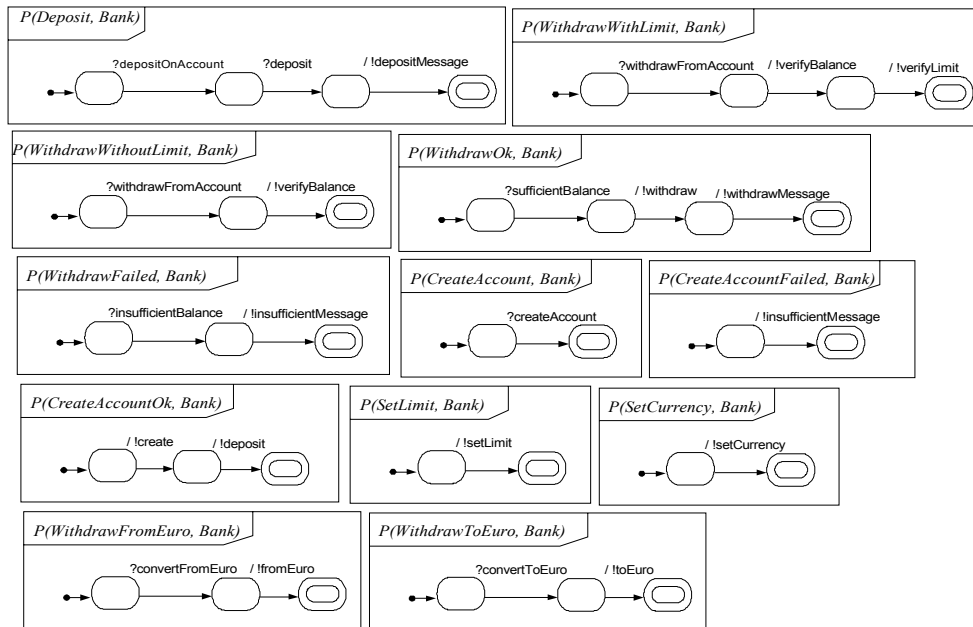 P(Deposit, Bank)
?depositOnAccount ?deposit / !depositMessage
P(WithdrawWithLimit, Bank)
?withdrawFromAccount / !verifyBalance / !verifyLimit
P(WithdrawWithoutLimit, Bank)
?withdrawFromAccount / !verifyBalance
P(WithdrawOk, Bank)
?sufficientBalance / !withdraw / !withdrawMessage
P(WithdrawFailed, Bank)
?insufficientBalance / !insufficientMessage
P(CreateAccount, Bank)
?createAccount
P(CreateAccountFailed, Bank)
/ !insufficientMessage
P(CreateAccountOk, Bank)
/ !create / !deposit
P(SetLimit, Bank)
/ !setLimit
P(SetCurrency, Bank)
/ !setCurrency
P(WithdrawFromEuro, Bank)
?convertFromEuro / !fromEuro
P(WithdrawToEuro, Bank)
?convertToEuro / !toEuro